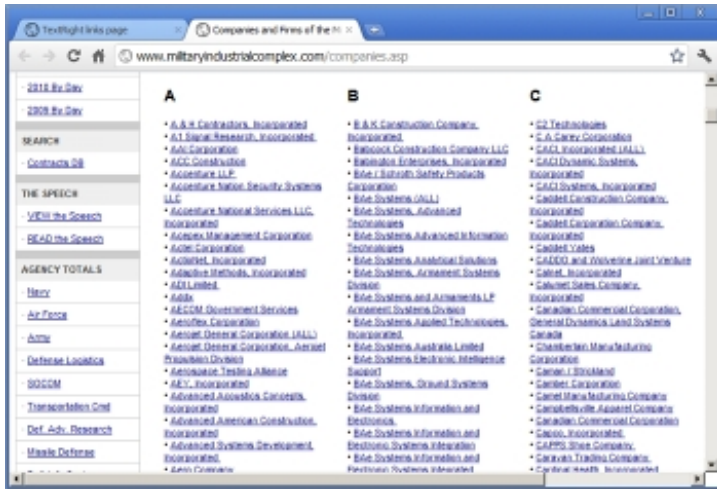 TextRight links page
Companies and Firms of the M
www.militaryindustrialcomplex.com/companies.asp
- 2010 By Day
- 2009 By Day
SEARCH
- Contracts DB
THE SPEECH
- VIEW the Speech
- READ the Speech
AGENCY TOTALS
- Navy
- Air Force
- Army
- Defense Logistics
- SOCOM
- Transportation Cmd
- Def. Adv. Research
- Missile Defense
A
• A & H Contractors, Incorporated
• A1 Signal Research, Incorporated
• AAI Corporation
• ACC Construction
• Accenture LLP
• Accenture Nation Security Systems
LLC
• Accenture National Services LLC,
Incorporated
• Acepex Management Corporation
• Actel Corporation
• ActioNet, Incorporated
• Adaptive Methods, Incorporated
• ADI Limited
• Addx
• AECOM Government Services
• Aeroflex Corporation
• Aerojet General Corporation (ALL)
• Aerojet General Corporation, Aerojet
Propulsion Division
• Aerospace Testing Alliance
• AEY, Incorporated
• Advanced Acoustics Concepts,
Incorporated
• Advanced American Construction,
Incorporated
• Advanced Systems Development,
Incorporated
• Aero Company
B
• B & K Construction Company,
Incorporated
• Babcock Construction Company LLC
• Babington Enterprises, Incorporated
• BAe / Schroth Safety Products
Corporation
• BAe Systems (ALL)
• BAe Systems, Advanced
Technologies
• BAe Systems Advanced Information
Technologies
• BAe Systems Analytical Solutions
• BAe Systems, Armament Systems
Division
• BAe Systems and Armaments LP
Armament Systems Division
• BAe Systems Applied Technologies,
Incorporated
• BAe Systems Australia Limited
• BAe Systems Electronic Intelligence
Support
• BAe Systems, Ground Systems
Division
• BAe Systems Information and
Electronics
• BAe Systems Information and
Electronic Systems Integration
• BAe Systems Information and
Electronic Systems Integrated
C
• C2 Technologies
• C.A. Carey Corporation
• CACI, Incorporated (ALL)
• CACI Dynamic Systems,
Incorporated
• CACI Systems, Incorporated
• Caddell Construction Company,
Incorporated
• Caddell Corporation Company,
Incorporated
• Caddell Yates
• CADDO and Wolverine Joint Venture
• Calnet, Incorporated
• Calumet Sales Company,
Incorporated
• Canadian Commercial Corporation,
General Dynamics Land Systems
Canada
• Chamberlain Manufacturing
Corporation
• Caman / Strickland
• Camber Corporation
• Camel Manufacturing Company
• Campbellsville Apparel Company
• Canadian Commercial Corporation
• Capco, Incorporated
• CAPPS Shoe Company
• Caravan Trading Company
• Cardinal Health, Incorporated